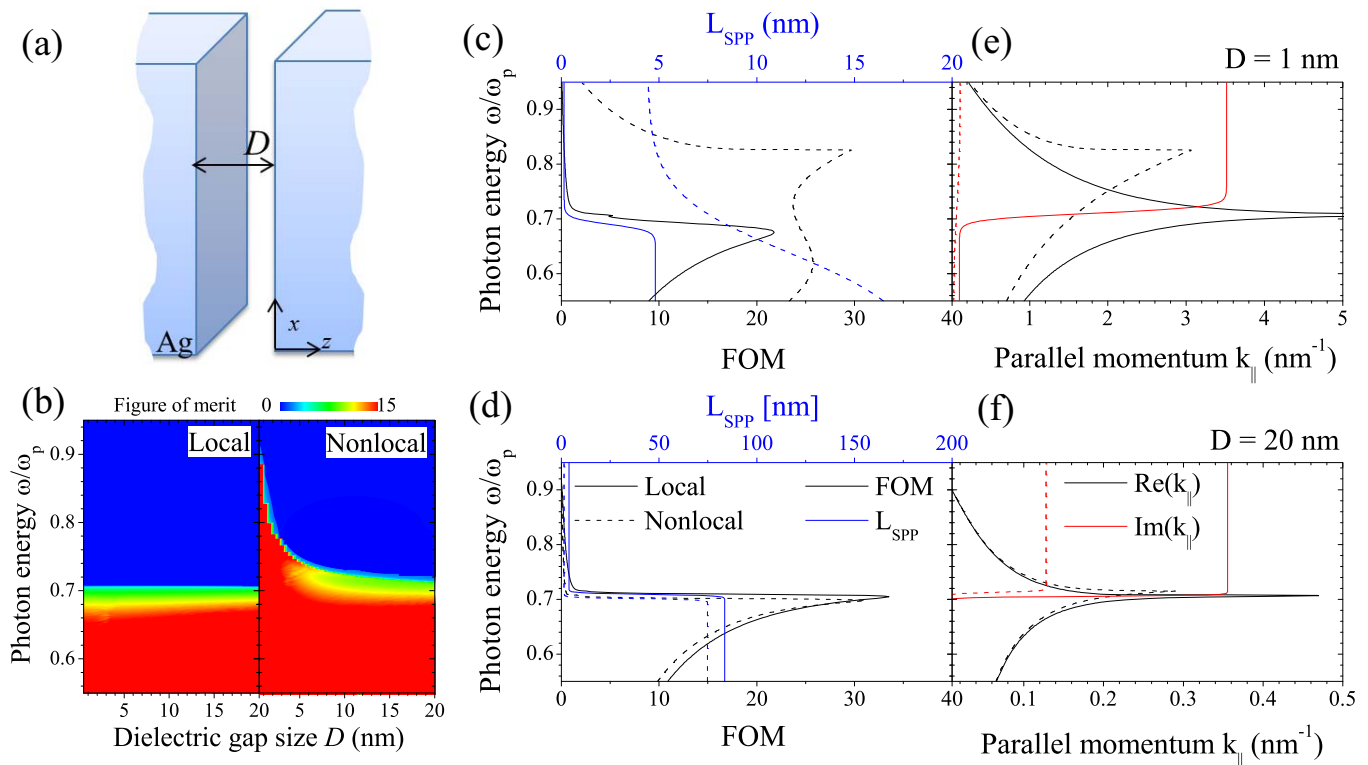 (a)
D
Ag
x
z
(b)
Figure of merit 0 15
Local Nonlocal
Photon energy ω/ωp
0.9
0.8
0.7
0.6
5 10 15 20 5 10 15 20
Dielectric gap size D (nm)
(c)
LSPP (nm)
0 5 10 15 20
Photon energy ω/ωp
0.9
0.8
0.7
0.6
0 10 20 30 40
FOM
(e)
D = 1 nm
0 1 2 3 4 5
Parallel momentum k|| (nm-1)
(d)
LSPP [nm]
0 50 100 150 200
Photon energy ω/ωp
0.9
0.8
0.7
0.6
Local FOM
Nonlocal LSPP
0 10 20 30 40
FOM
(f)
D = 20 nm
Re(k||)
Im(k||)
0 0.1 0.2 0.3 0.4 0.5
Parallel momentum k|| (nm-1)